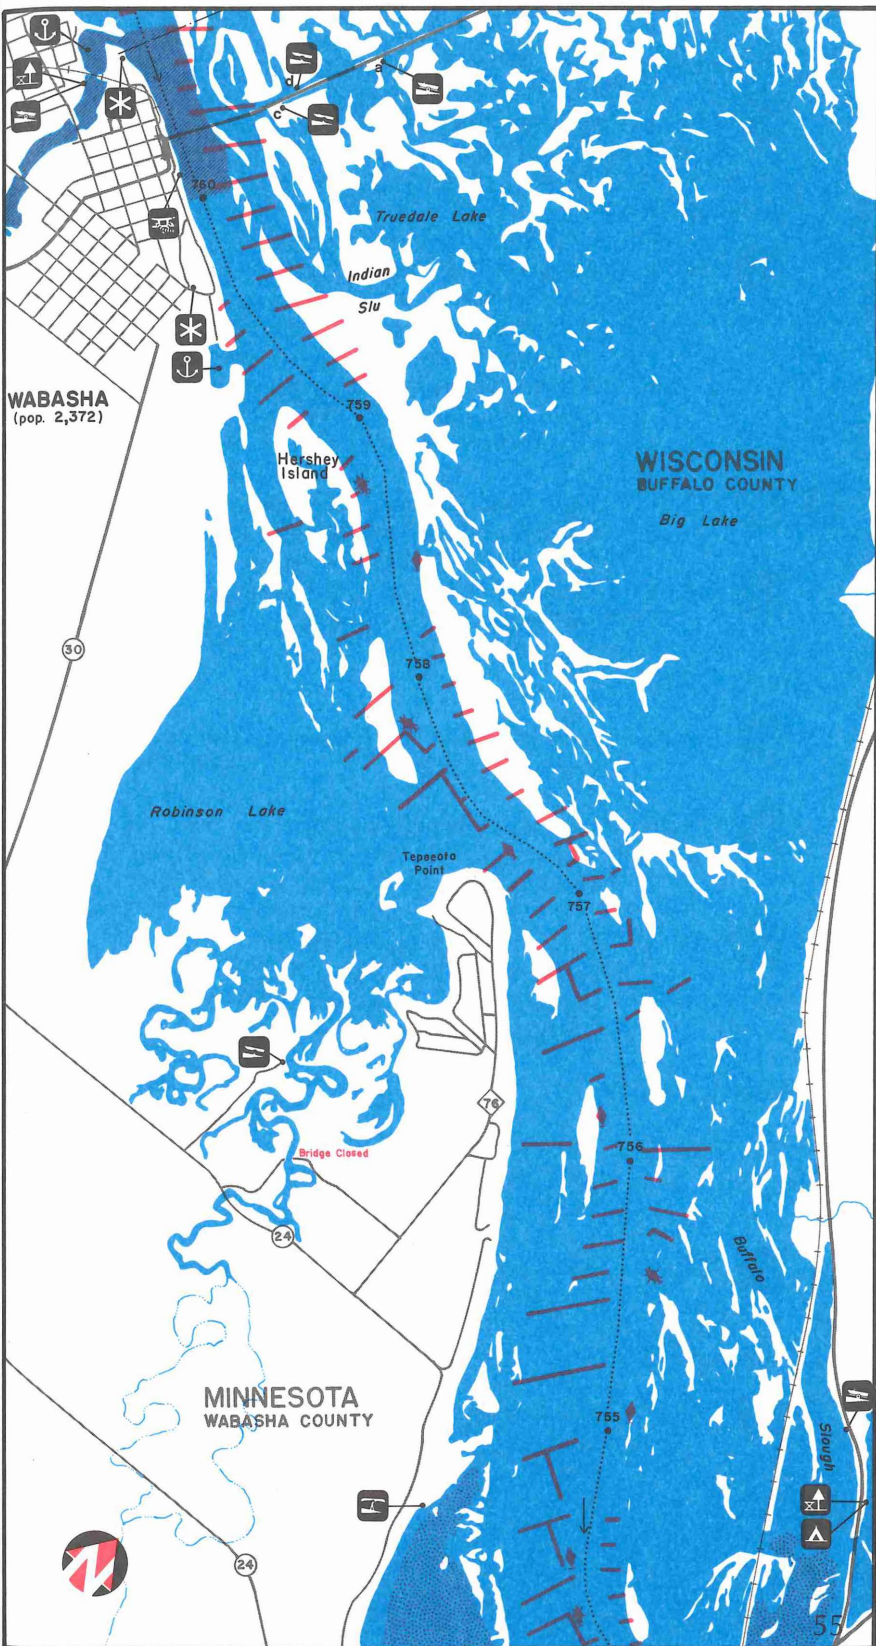 d
a
c
760
Truedale Lake
Indian
Slu
WABASHA
(pop. 2,372)
759
Hershey
Island
WISCONSIN
BUFFALO COUNTY
Big Lake
30
758
Robinson Lake
Tepeeota
Point
757
76
Bridge Closed
756
24
Buffalo
MINNESOTA
WABASHA COUNTY
755
Slough
24
55